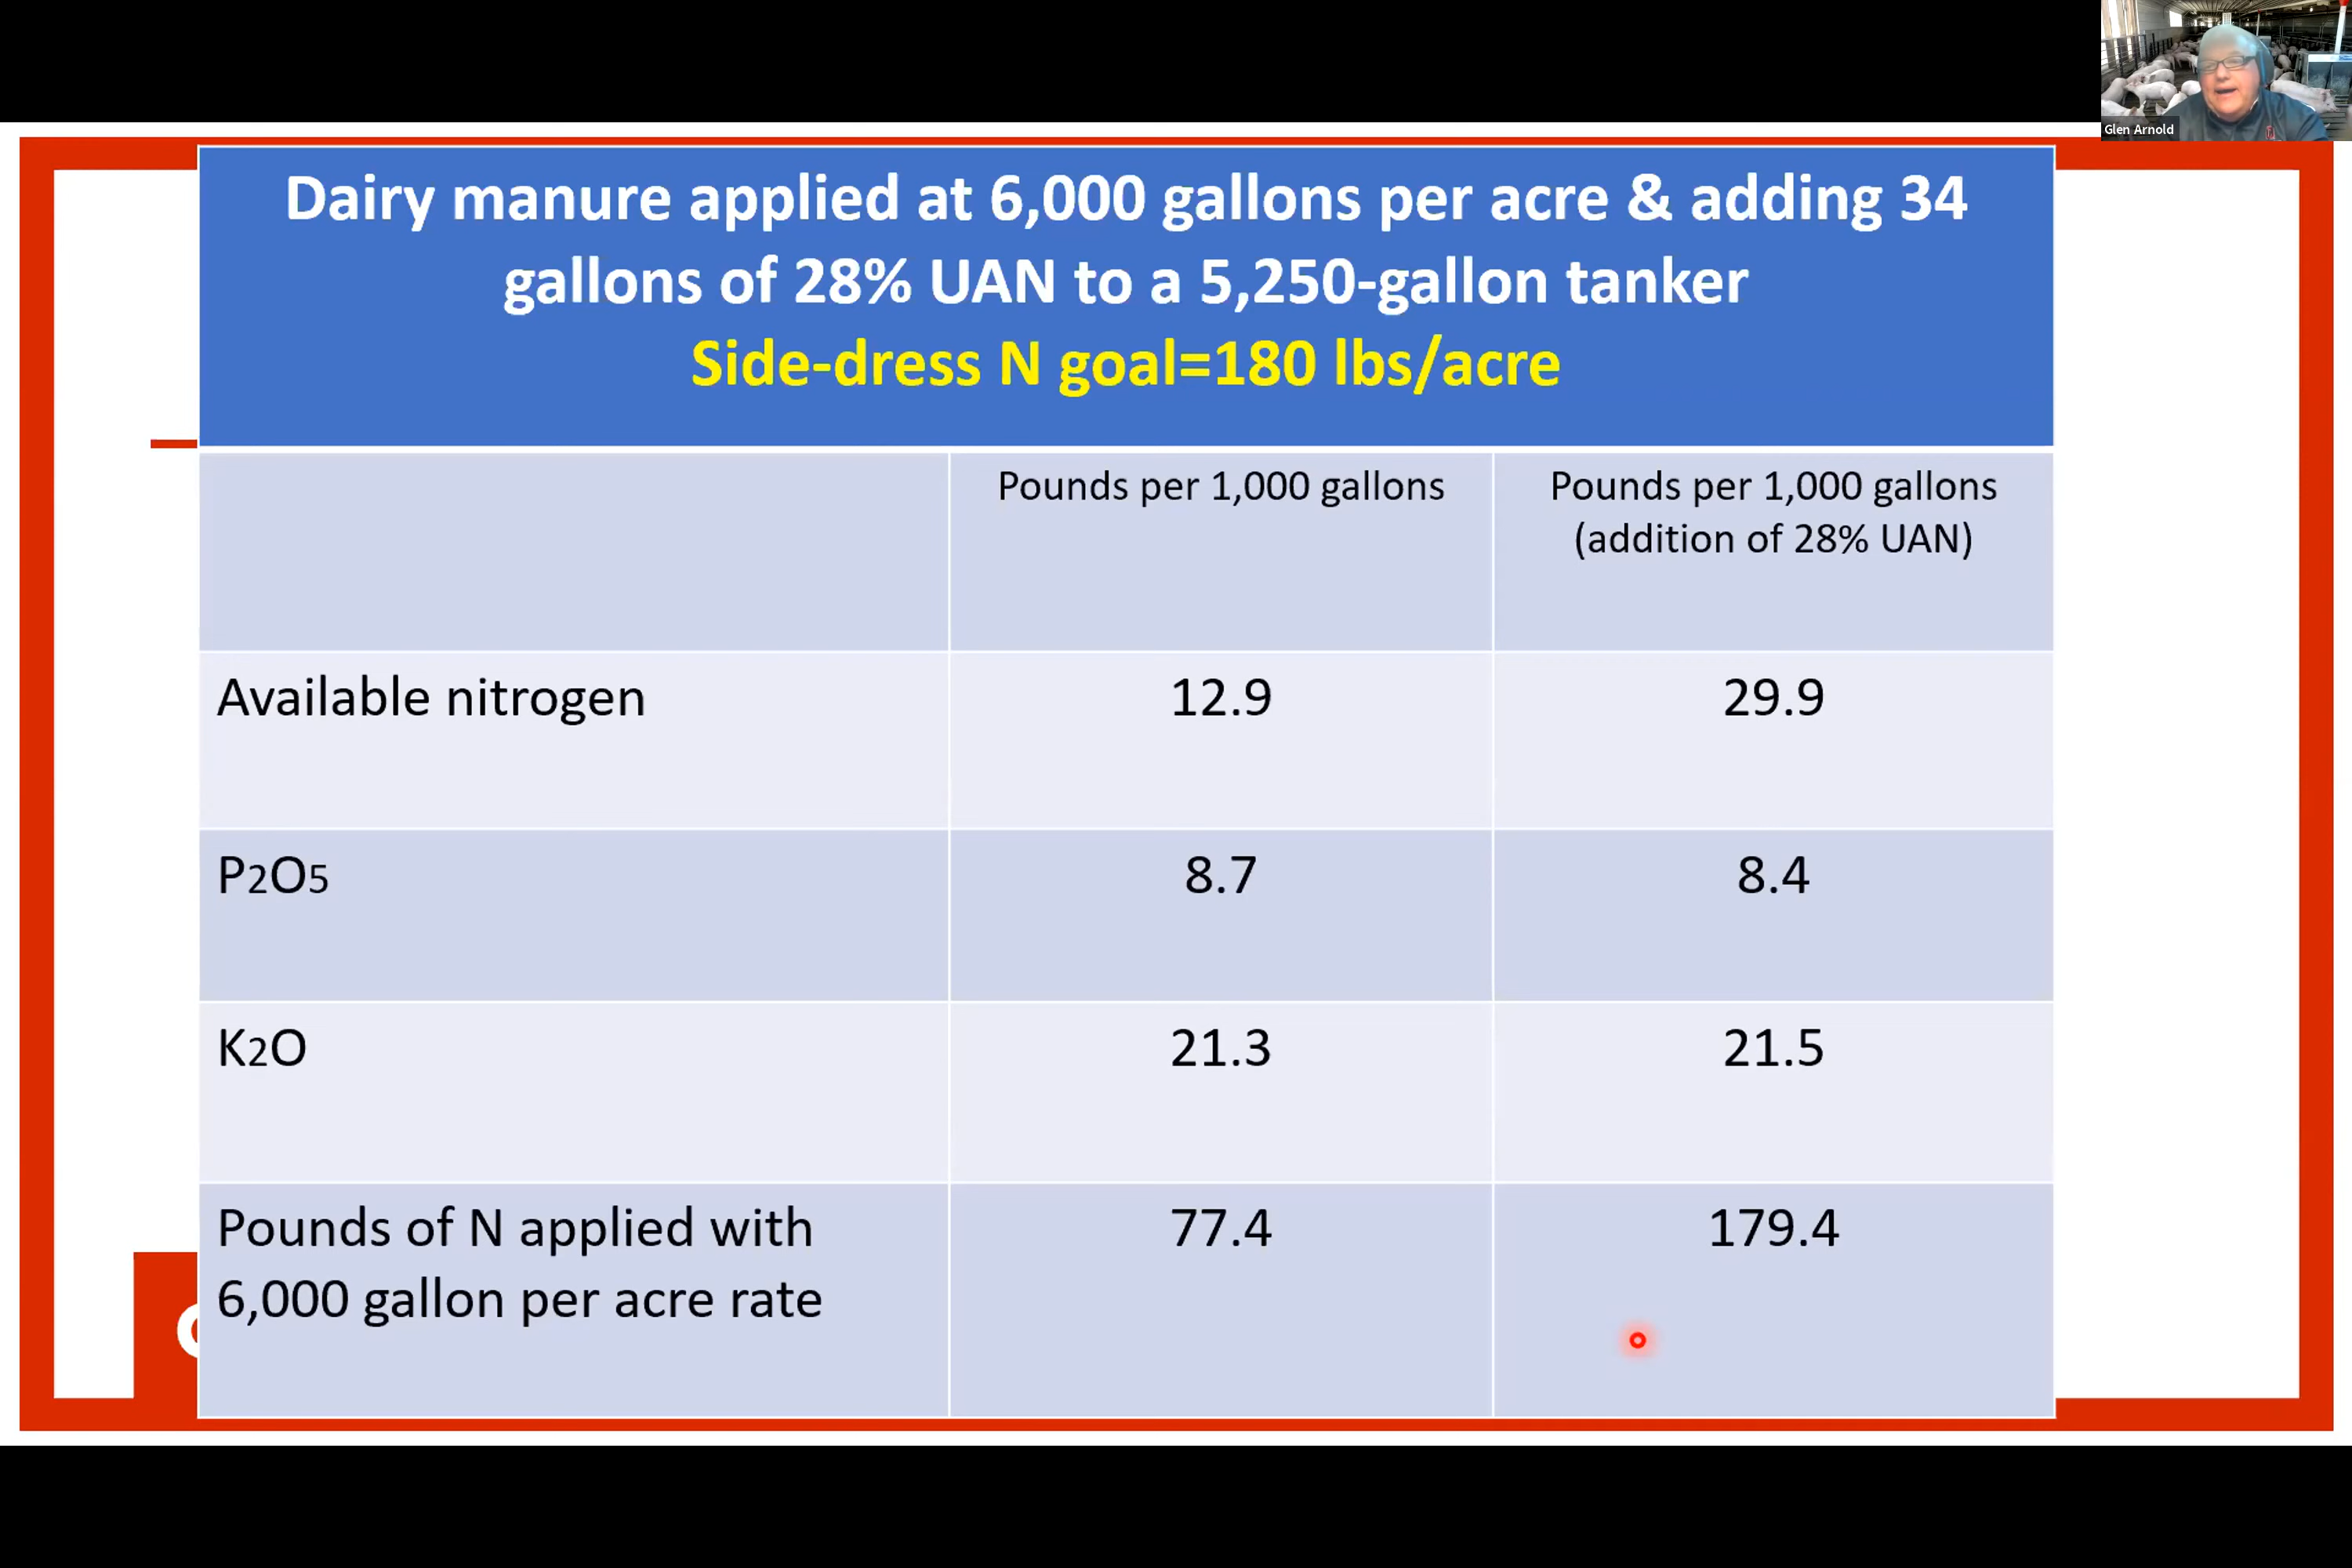 Glen Arnold
Dairy manure applied at 6,000 gallons per acre & adding 34
gallons of 28% UAN to a 5,250-gallon tanker
Side-dress N goal=180 lbs/acre
Pounds per 1,000 gallons
Pounds per 1,000 gallons
(addition of 28% UAN)
Available nitrogen
12.9
29.9
P2O5
8.7
8.4
K2O
21.3
21.5
Pounds of N applied with
6,000 gallon per acre rate
77.4
179.4